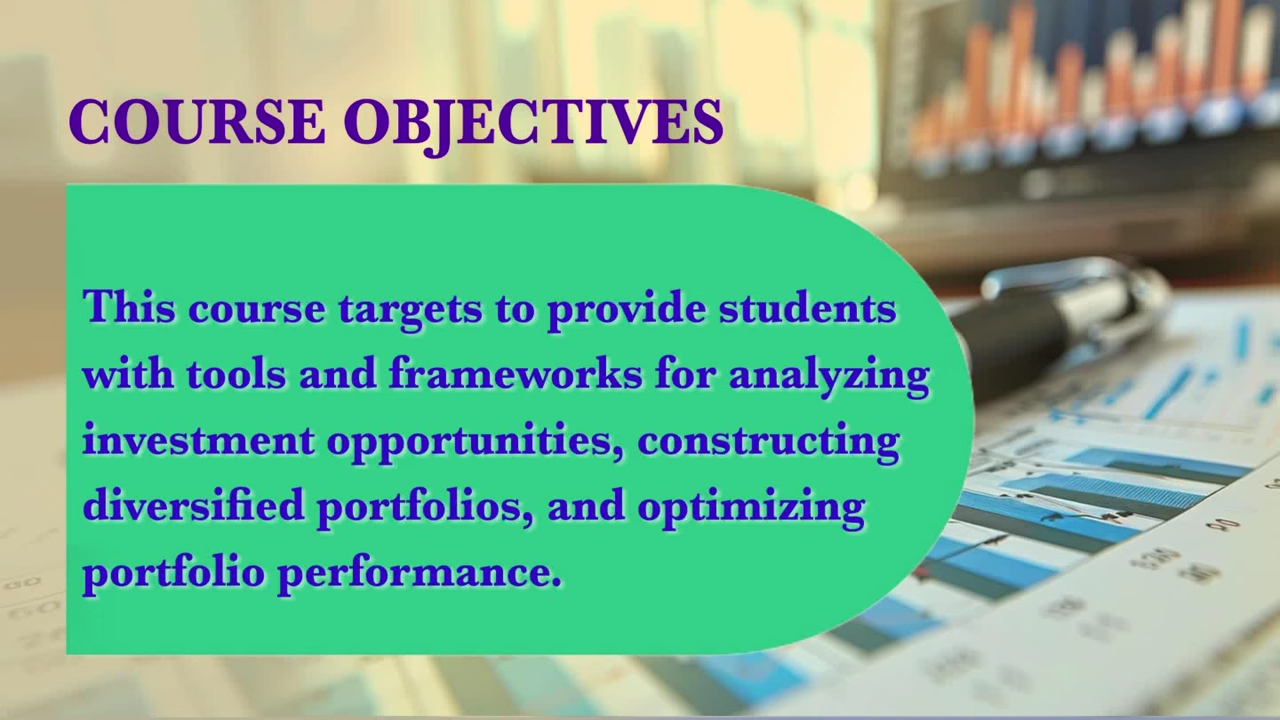 COURSE OBJECTIVES
This course targets to provide students
with tools and frameworks for analyzing
investment opportunities, constructing
diversified portfolios, and optimizing
portfolio performance.